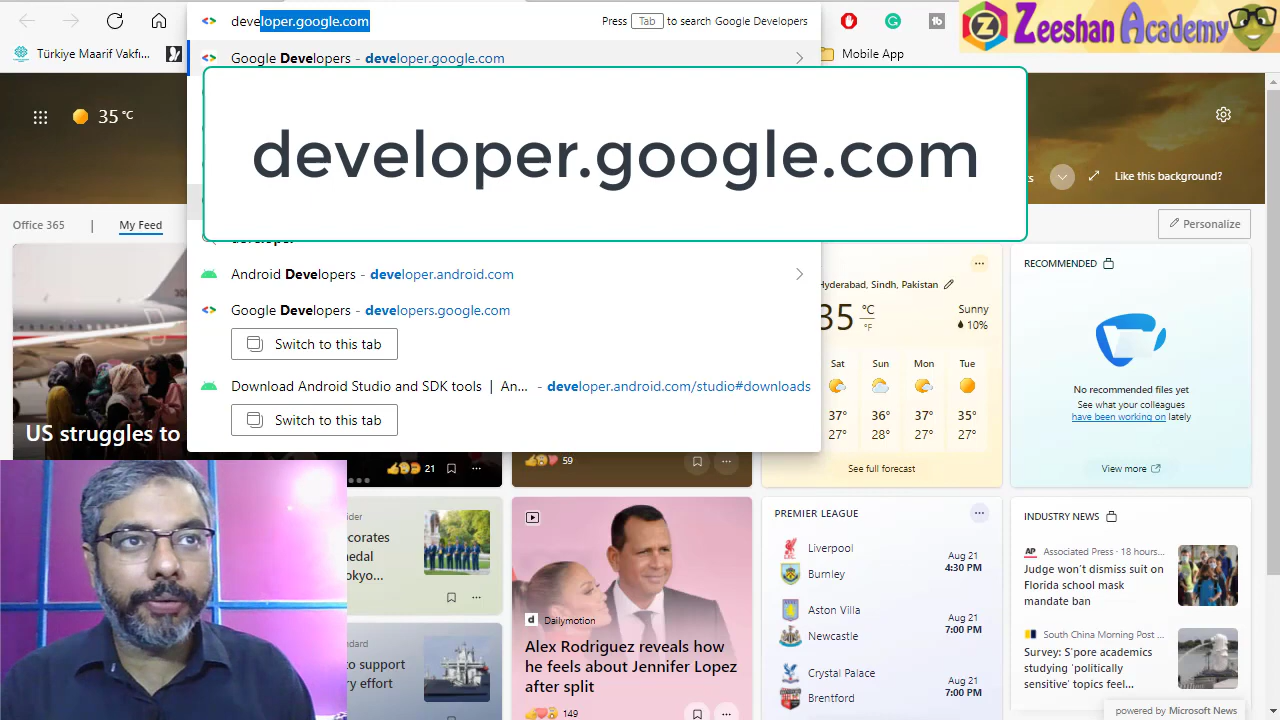 developer.google.com
Press Tab to search Google Developers
Zeeshan Academy
Türkiye Maarif Vakfı...
Mobile App
Google Developers - developer.google.com
developer.google.com
35 °C
Like this background?
Office 365 | My Feed
Personalize
developer
Android Developers - developer.android.com
Google Developers - developers.google.com
Switch to this tab
Download Android Studio and SDK tools | An... - developer.android.com/studio#downloads
Switch to this tab
Hyderabad, Sindh, Pakistan
35 °C
°F
Sunny
10%
Sat Sun Mon Tue
37° 36° 37° 35°
27° 28° 27° 27°
See full forecast
RECOMMENDED
No recommended files yet
See what your colleagues
have been working on lately
View more
US struggles to
21
59
decorates
medal
okyo...
to support
y effort
Dailymotion
Alex Rodriguez reveals how
he feels about Jennifer Lopez
after split
149
PREMIER LEAGUE
Liverpool
Burnley
Aug 21
4:30 PM
Aston Villa
Newcastle
Aug 21
7:00 PM
Crystal Palace
Brentford
Aug 21
7:00 PM
INDUSTRY NEWS
AP Associated Press · 18 hours...
Judge won't dismiss suit on
Florida school mask
mandate ban
South China Morning Post ...
Survey: S'pore academics
studying 'politically
sensitive' topics feel...
powered by Microsoft News